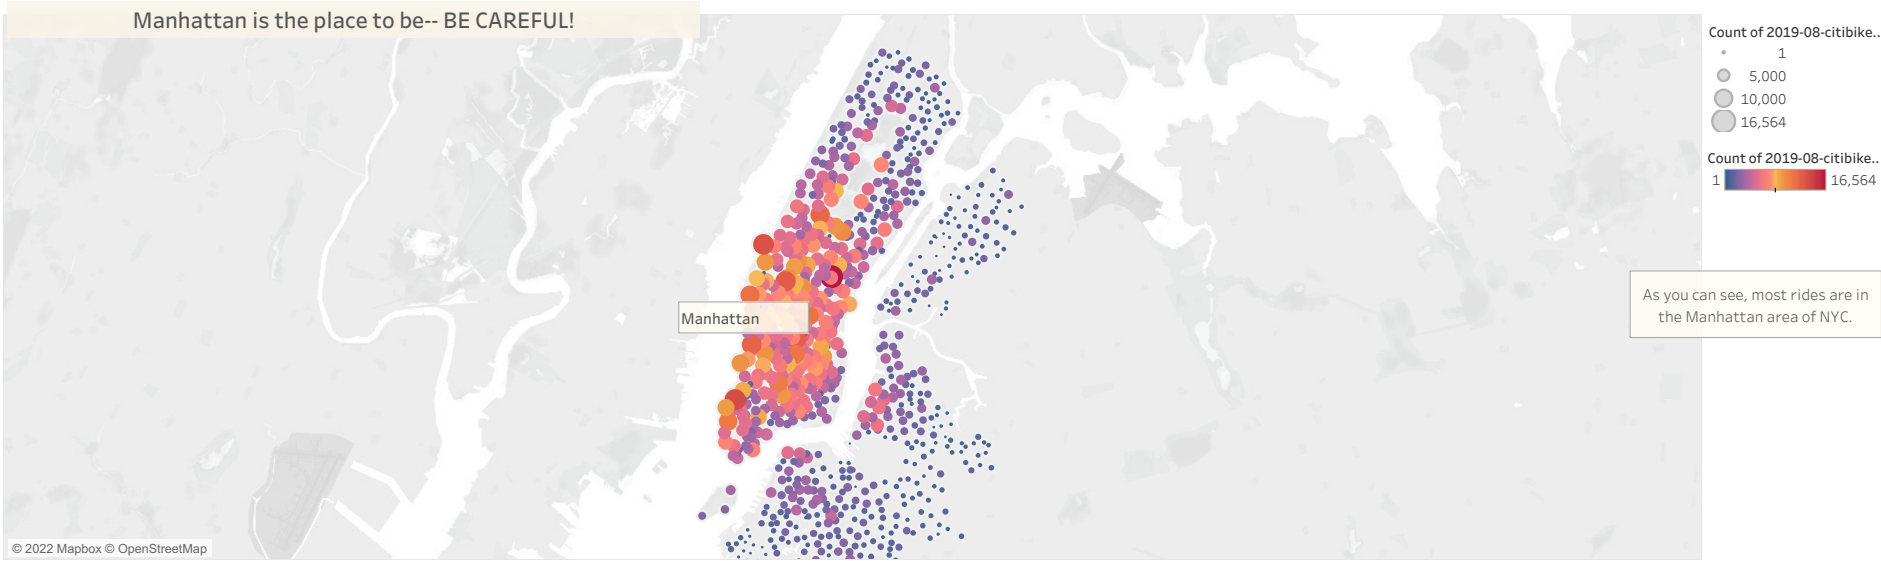 Manhattan is the place to be-- BE CAREFUL!
Count of 2019-08-citibike..
1
5,000
10,000
16,564
Count of 2019-08-citibike..
1 16,564
As you can see, most rides are in
the Manhattan area of NYC.
Manhattan
© 2022 Mapbox © OpenStreetMap